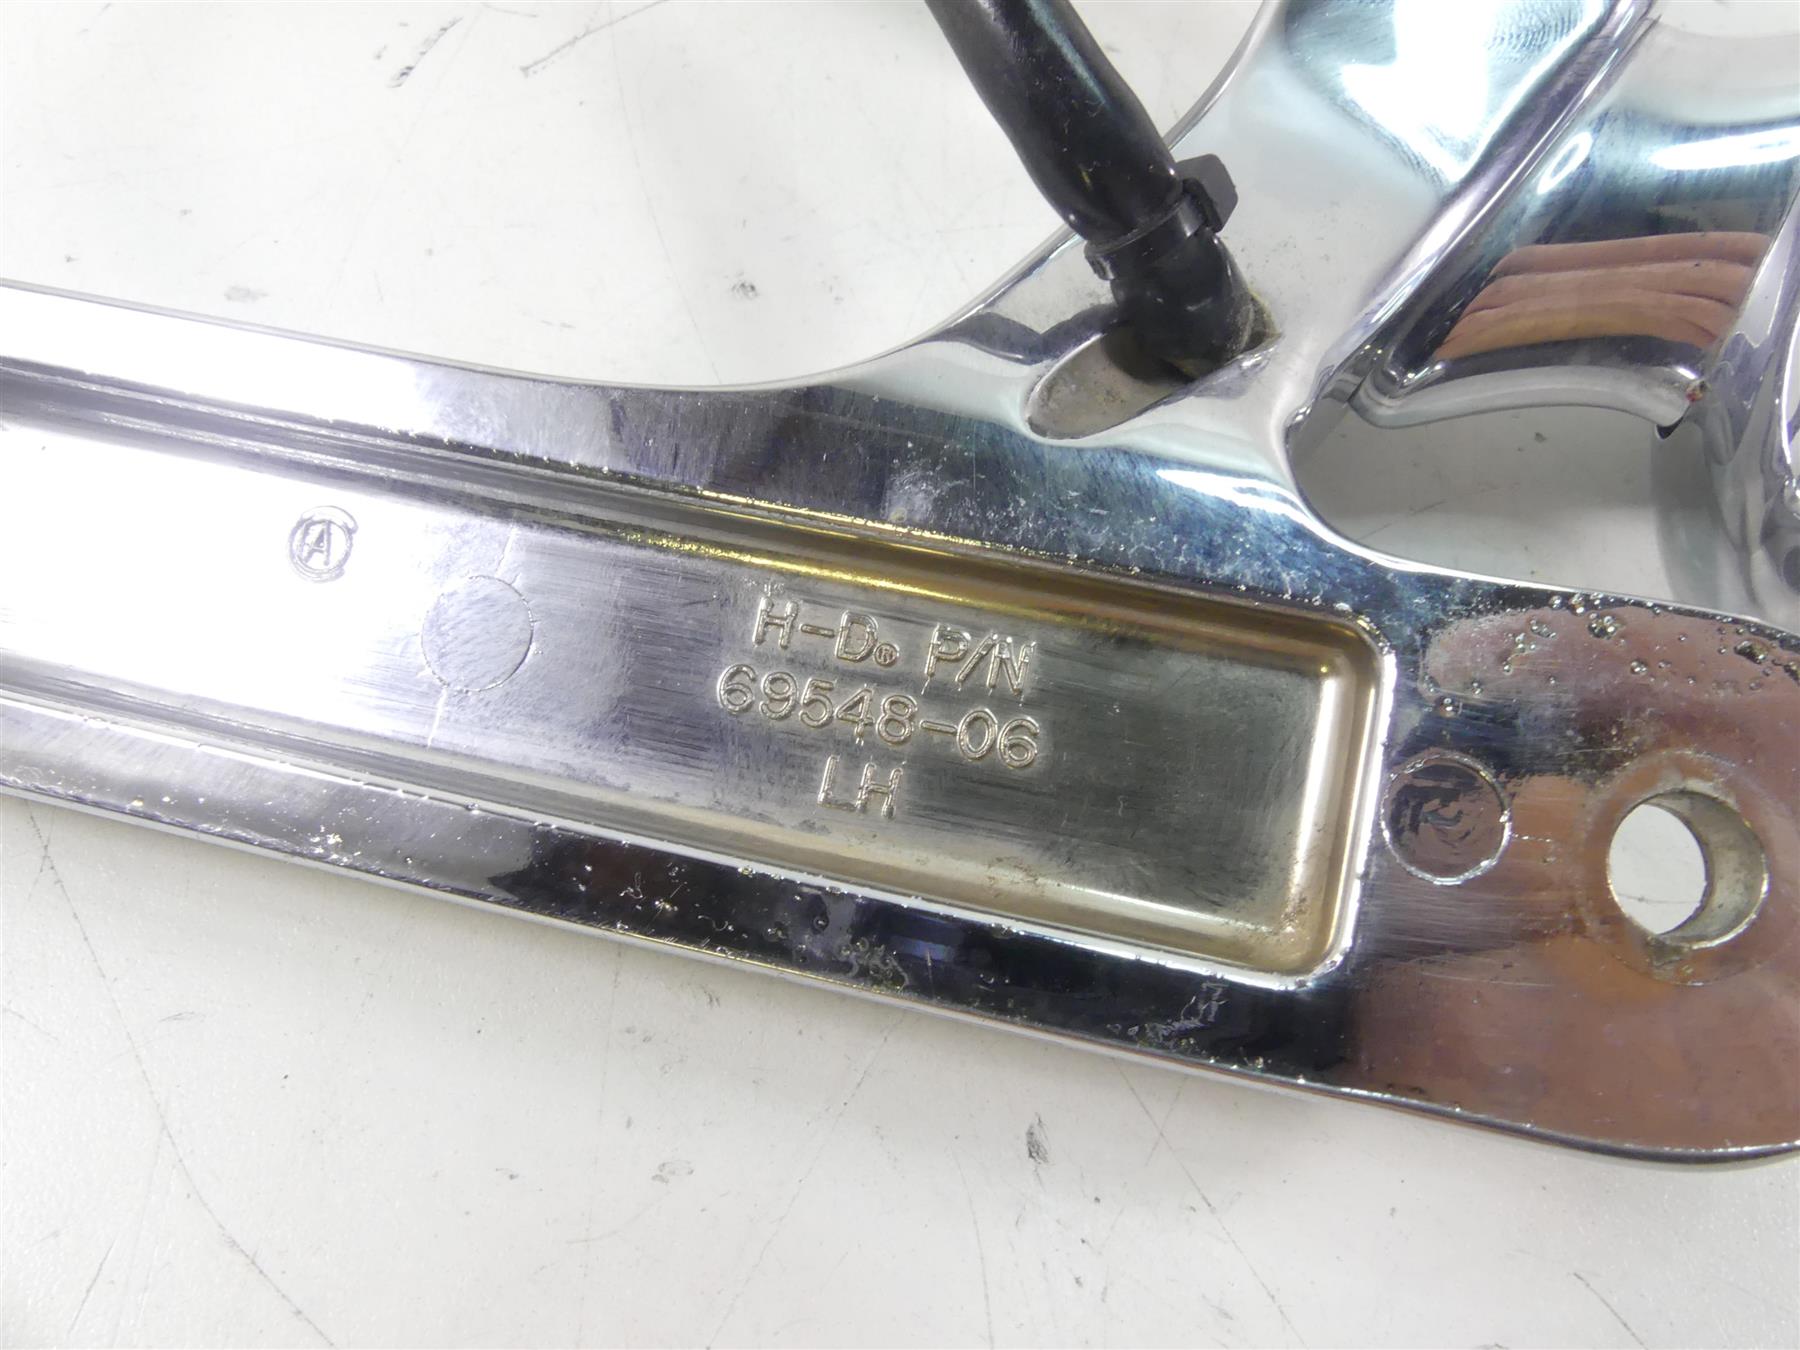 A
H-D® P/N
69548-06
LH